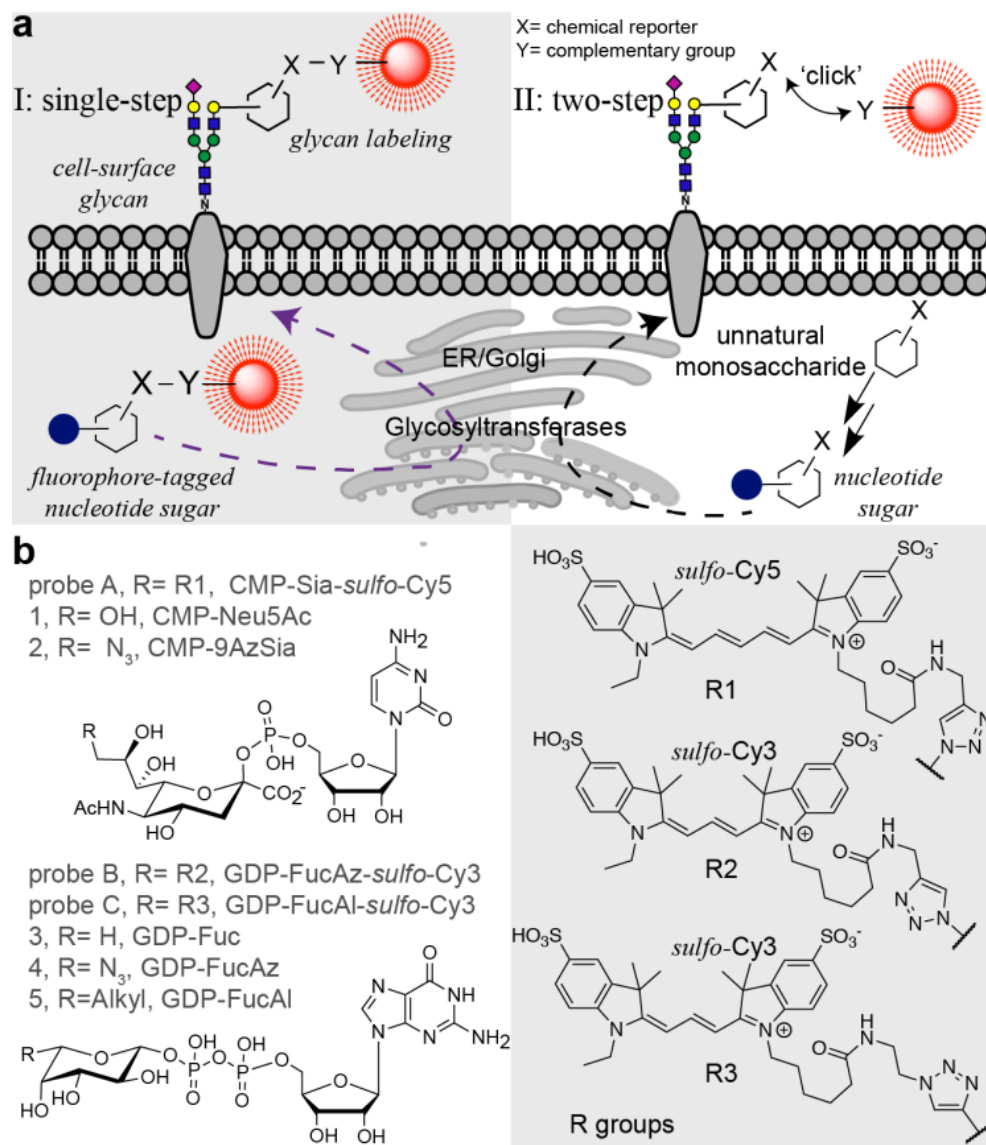 a
X= chemical reporter
Y= complementary group
I: single-step
X – Y
glycan labeling
cell-surface
glycan
N
II: two-step
X
'click'
Y
N
ER/Golgi
Glycosyltransferases
X – Y
fluorophore-tagged
nucleotide sugar
X
unnatural
monosaccharide
X
nucleotide
sugar
b
probe A, R= R1, CMP-Sia-sulfo-Cy5
1, R= OH, CMP-Neu5Ac
2, R= N₃, CMP-9AzSia
NH2
N
N
O
O
P
O
OH
O
O
R
OH
OH
O
CO2⁻
AcHN
HO
OH OH
probe B, R= R2, GDP-FucAz-sulfo-Cy3
probe C, R= R3, GDP-FucAl-sulfo-Cy3
3, R= H, GDP-Fuc
4, R= N₃, GDP-FucAz
5, R=Alkyl, GDP-FucAl
O
N
NH
N
N
NH2
R
O
O
OH
P
O
OH
P
O
O
O
O
OH
OH
HO
OH OH
HO3S
SO3⁻
sulfo-Cy5
N
N
⊕
O
HN
N
N
N
R1
HO3S
SO3⁻
sulfo-Cy3
N
N
⊕
O
HN
N
N
N
R2
HO3S
SO3⁻
sulfo-Cy3
N
N
⊕
O
HN
N
N
N
R3
R groups